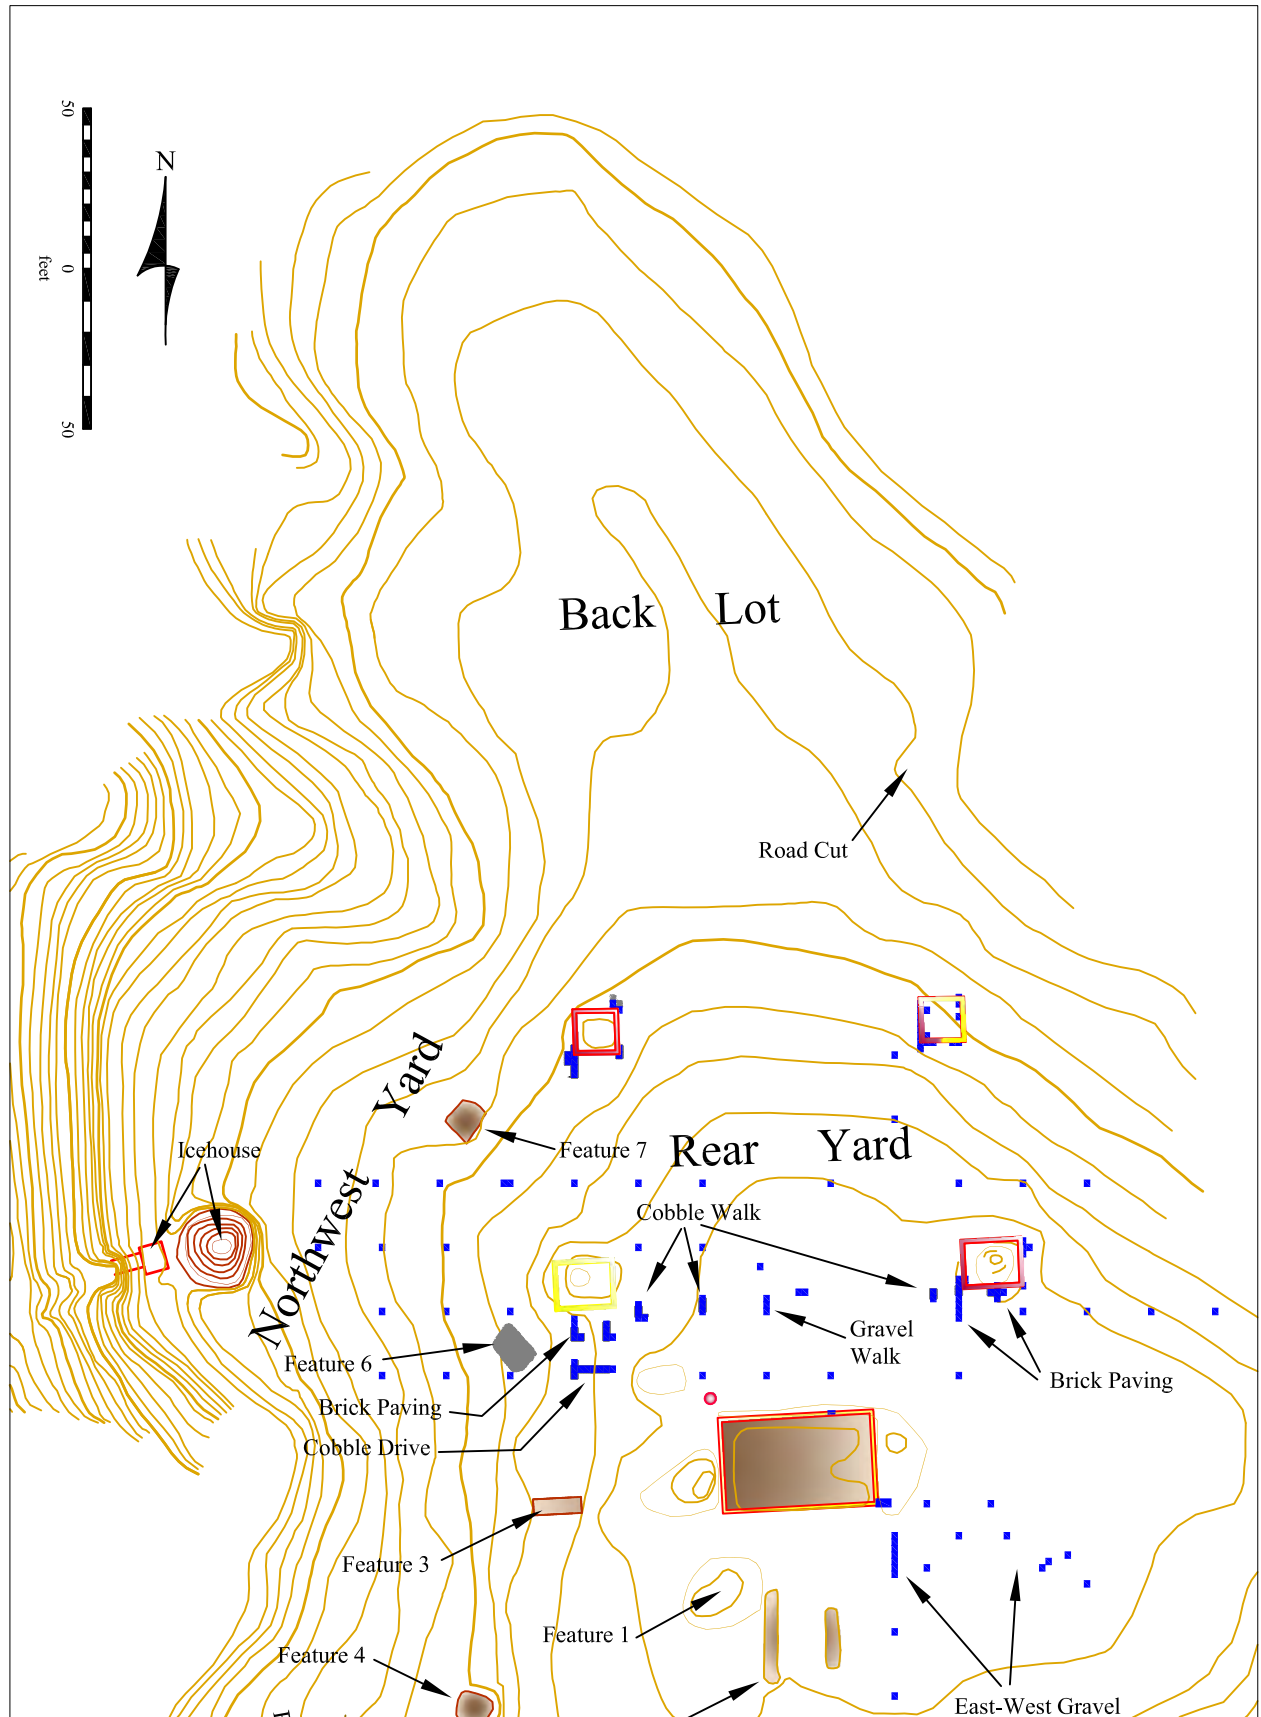 50
N
0
feet
50
Back Lot
Road Cut
Northwest Yard
Icehouse
Feature 7
Rear Yard
Cobble Walk
Gravel
Walk
Feature 6
Brick Paving
Brick Paving
Cobble Drive
Feature 3
Feature 1
Feature 4
East-West Gravel